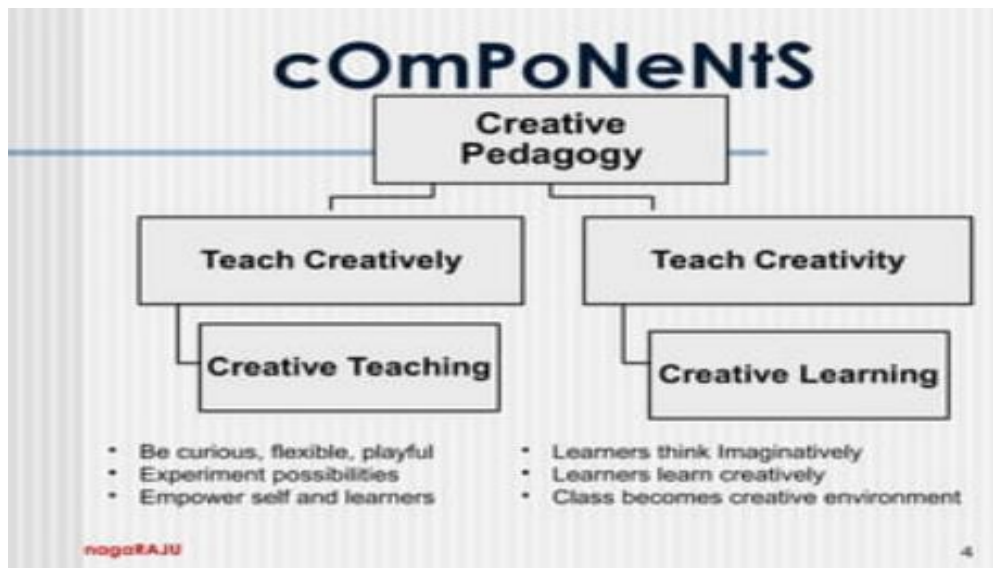 cOmPoNeNtS
Creative
Pedagogy
Teach Creatively
Teach Creativity
Creative Teaching
Creative Learning
• Be curious, flexible, playful
• Experiment possibilities
• Empower self and learners
• Learners think Imaginatively
• Learners learn creatively
• Class becomes creative environment
nagaRAJU
4